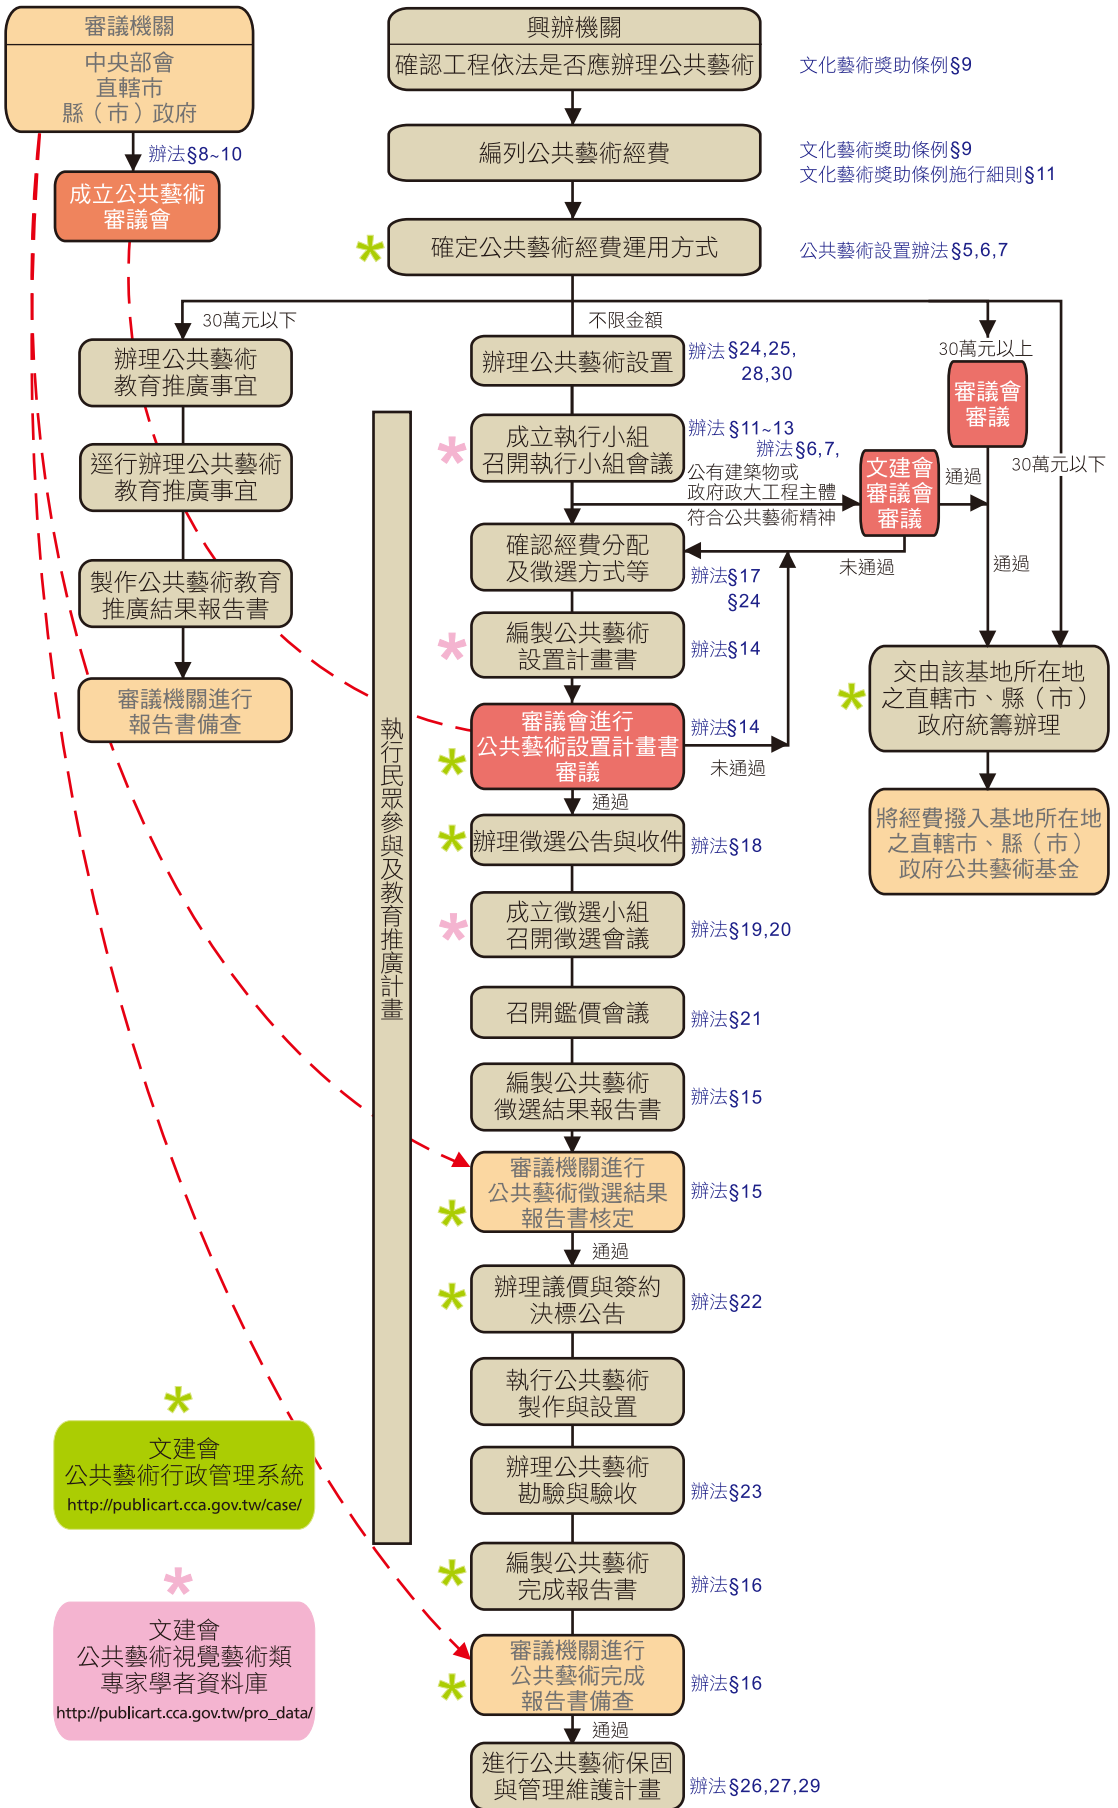 審議機關
中央部會
直轄市
縣（市）政府
辦法§8~10
成立公共藝術
審議會
興辦機關
確認工程依法是否應辦理公共藝術
文化藝術獎助條例§9
編列公共藝術經費
文化藝術獎助條例§9
文化藝術獎助條例施行細則§11
*
確定公共藝術經費運用方式
公共藝術設置辦法§5,6,7
30萬元以下
辦理公共藝術
教育推廣事宜
逕行辦理公共藝術
教育推廣事宜
製作公共藝術教育
推廣結果報告書
審議機關進行
報告書備查
不限金額
辦理公共藝術設置
辦法§24,25,
28,30
*
成立執行小組
召開執行小組會議
辦法§11~13
辦法§6,7,
公有建築物或
政府政大工程主體
符合公共藝術精神
文建會
審議會
審議
通過
未通過
確認經費分配
及徵選方式等
辦法§17
§24
*
編製公共藝術
設置計畫書
辦法§14
*
審議會進行
公共藝術設置計畫書
審議
辦法§14
未通過
通過
*
辦理徵選公告與收件
辦法§18
*
成立徵選小組
召開徵選會議
辦法§19,20
召開鑑價會議
辦法§21
編製公共藝術
徵選結果報告書
辦法§15
*
審議機關進行
公共藝術徵選結果
報告書核定
辦法§15
通過
*
辦理議價與簽約
決標公告
辦法§22
執行公共藝術
製作與設置
辦理公共藝術
勘驗與驗收
辦法§23
*
編製公共藝術
完成報告書
辦法§16
*
審議機關進行
公共藝術完成
報告書備查
辦法§16
通過
進行公共藝術保固
與管理維護計畫
辦法§26,27,29
執行民眾參與及教育推廣計畫
30萬元以上
審議會
審議
30萬元以下
通過
*
交由該基地所在地
之直轄市、縣（市）
政府統籌辦理
將經費撥入基地所在地
之直轄市、縣（市）
政府公共藝術基金
*
文建會
公共藝術行政管理系統
http://publicart.cca.gov.tw/case/
*
文建會
公共藝術視覺藝術類
專家學者資料庫
http://publicart.cca.gov.tw/pro_data/